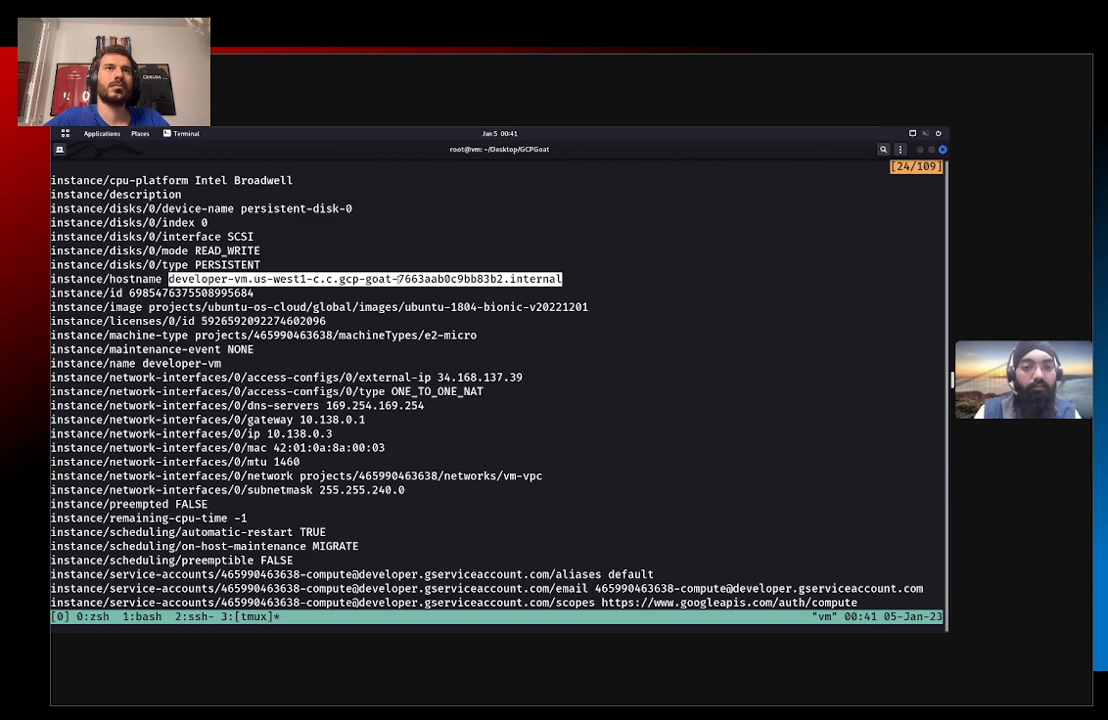 CARLOS
Applications Places Terminal
Jan 5 00:41
root@vm: ~/Desktop/GCPGoat
[24/109]
instance/cpu-platform Intel Broadwell
instance/description
instance/disks/0/device-name persistent-disk-0
instance/disks/0/index 0
instance/disks/0/interface SCSI
instance/disks/0/mode READ_WRITE
instance/disks/0/type PERSISTENT
instance/hostname developer-vm.us-west1-c.c.gcp-goat-7663aab0c9bb83b2.internal
instance/id 6985476375508995684
instance/image projects/ubuntu-os-cloud/global/images/ubuntu-1804-bionic-v20221201
instance/licenses/0/id 5926592092274602096
instance/machine-type projects/465990463638/machineTypes/e2-micro
instance/maintenance-event NONE
instance/name developer-vm
instance/network-interfaces/0/access-configs/0/external-ip 34.168.137.39
instance/network-interfaces/0/access-configs/0/type ONE_TO_ONE_NAT
instance/network-interfaces/0/dns-servers 169.254.169.254
instance/network-interfaces/0/gateway 10.138.0.1
instance/network-interfaces/0/ip 10.138.0.3
instance/network-interfaces/0/mac 42:01:0a:8a:00:03
instance/network-interfaces/0/mtu 1460
instance/network-interfaces/0/network projects/465990463638/networks/vm-vpc
instance/network-interfaces/0/subnetmask 255.255.240.0
instance/preempted FALSE
instance/remaining-cpu-time -1
instance/scheduling/automatic-restart TRUE
instance/scheduling/on-host-maintenance MIGRATE
instance/scheduling/preemptible FALSE
instance/service-accounts/465990463638-compute@developer.gserviceaccount.com/aliases default
instance/service-accounts/465990463638-compute@developer.gserviceaccount.com/email 465990463638-compute@developer.gserviceaccount.com
instance/service-accounts/465990463638-compute@developer.gserviceaccount.com/scopes https://www.googleapis.com/auth/compute
[0] 0:zsh 1:bash 2:ssh- 3:[tmux]* "vm" 00:41 05-Jan-23